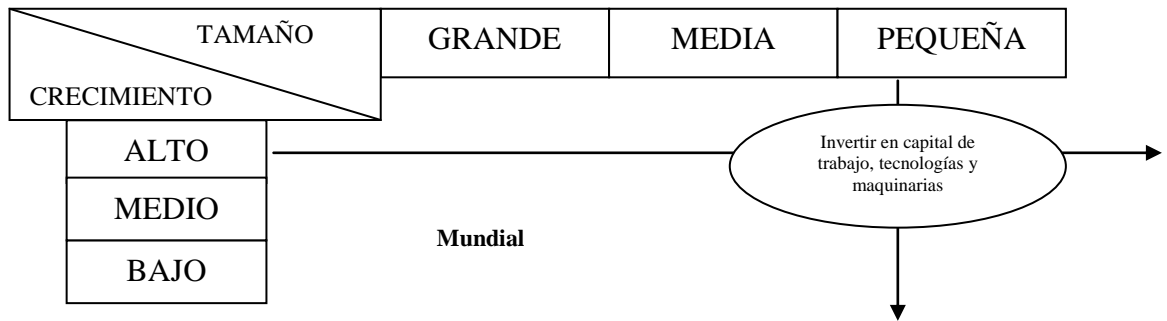 TAMAÑO
GRANDE
MEDIA
PEQUEÑA
CRECIMIENTO
ALTO
Invertir en capital de
trabajo, tecnologías y
maquinarias
MEDIO
Mundial
BAJO